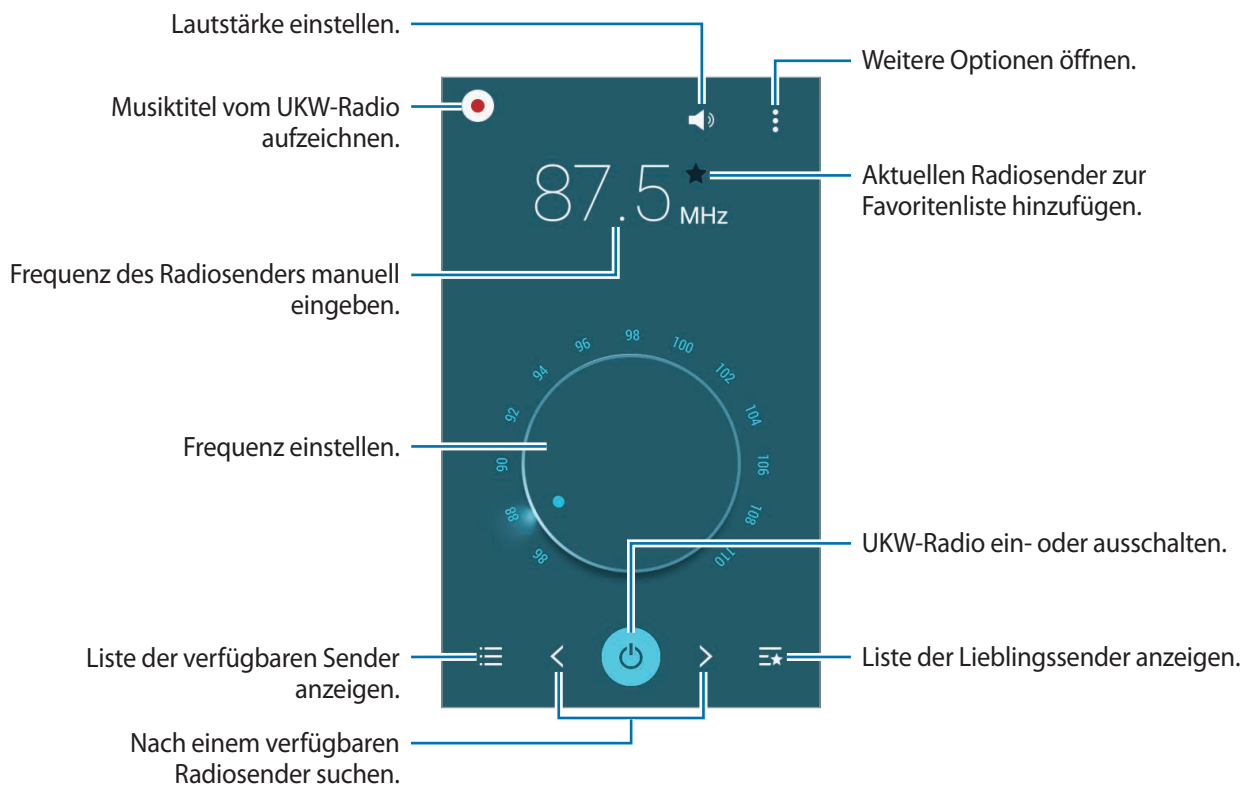 Lautstärke einstellen.
Weitere Optionen öffnen.
Musiktitel vom UKW-Radio
aufzeichnen.
Aktuellen Radiosender zur
Favoritenliste hinzufügen.
87.5 MHz
Frequenz des Radiosenders manuell
eingeben.
86
88
90
92
94
96
98
100
102
104
106
108
110
Frequenz einstellen.
UKW-Radio ein- oder ausschalten.
Liste der verfügbaren Sender
anzeigen.
Liste der Lieblingssender anzeigen.
Nach einem verfügbaren
Radiosender suchen.